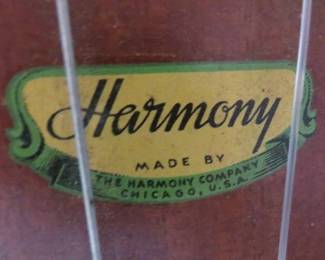 Harmony
MADE BY
THE HARMONY COMPANY
CHICAGO, U.S.A.